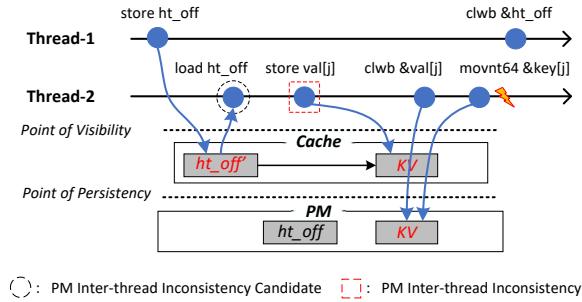 store ht_off
clwb &ht_off
Thread-1
load ht_off
store val[j]
clwb &val[j]
movnt64 &key[j]
Thread-2
Point of Visibility
Cache
ht_off'
KV
Point of Persistency
PM
ht_off
KV
: PM Inter-thread Inconsistency Candidate
: PM Inter-thread Inconsistency